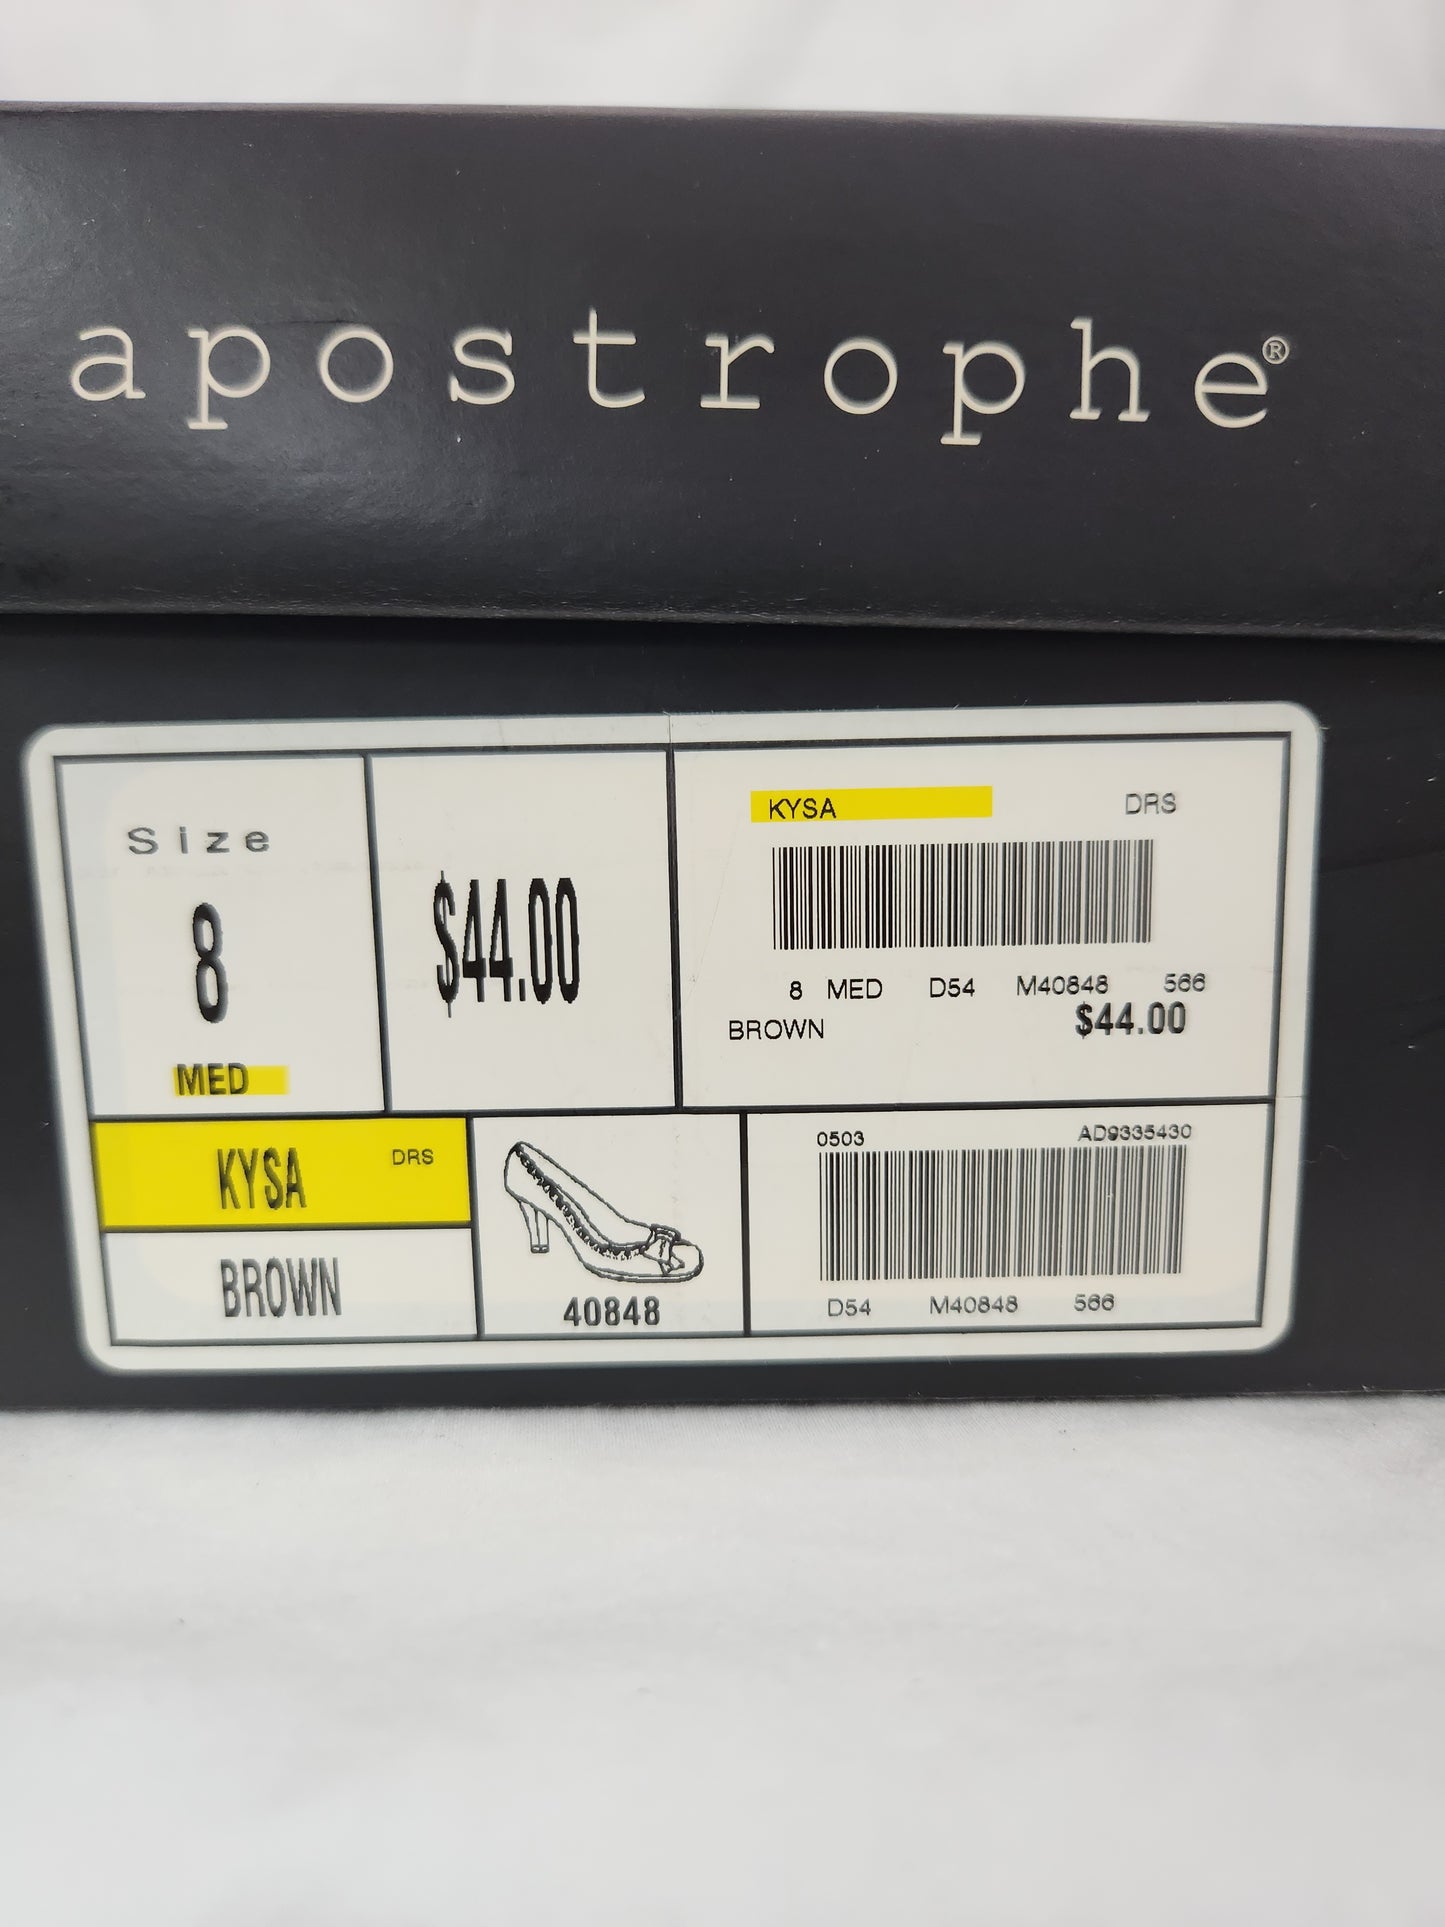 apostrophe®
Size
8
MED
$44.00
KYSA DRS
8 MED D54 M40848 566
BROWN $44.00
KYSA DRS
BROWN
40848
0503 AD9335430
D54 M40848 566